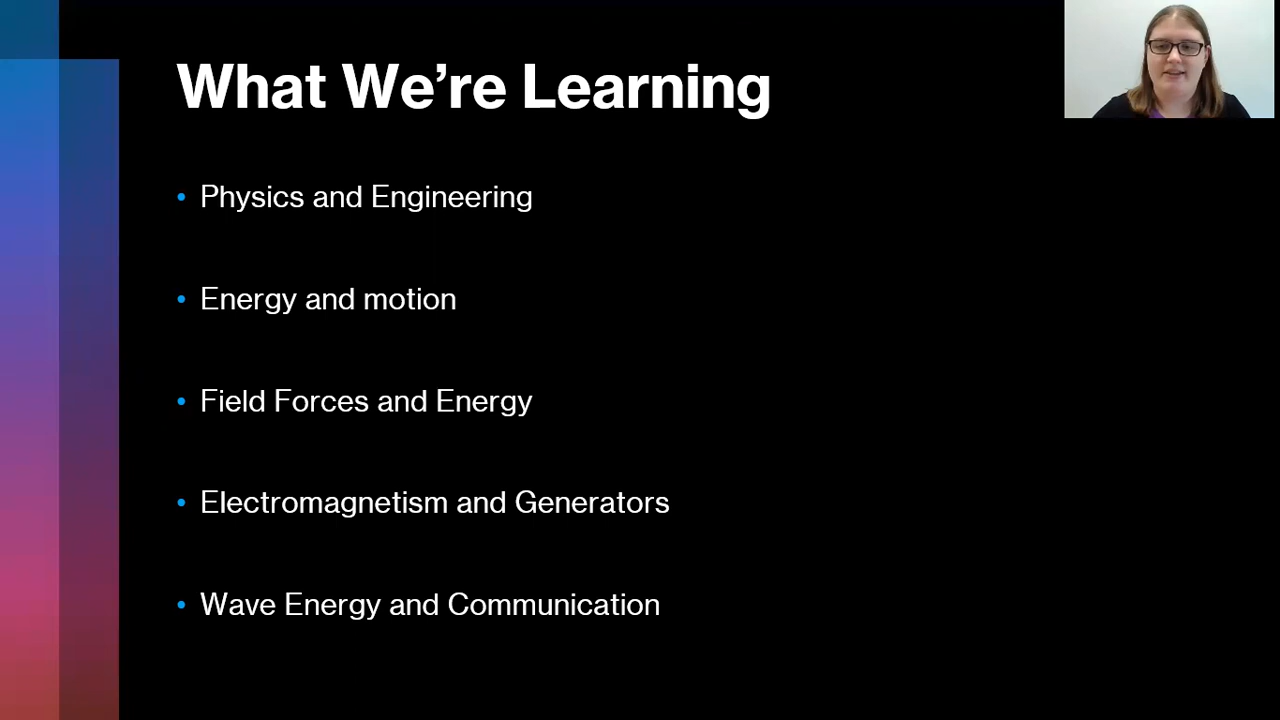 What We’re Learning
• Physics and Engineering
• Energy and motion
• Field Forces and Energy
• Electromagnetism and Generators
• Wave Energy and Communication